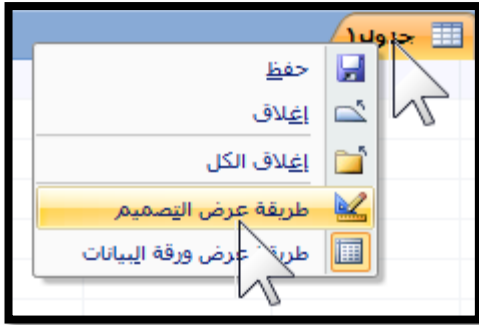 جدول١
حفظ
إغلاق
إغلاق الكل
طريقة عرض التصميم
طريقة عرض ورقة البيانات